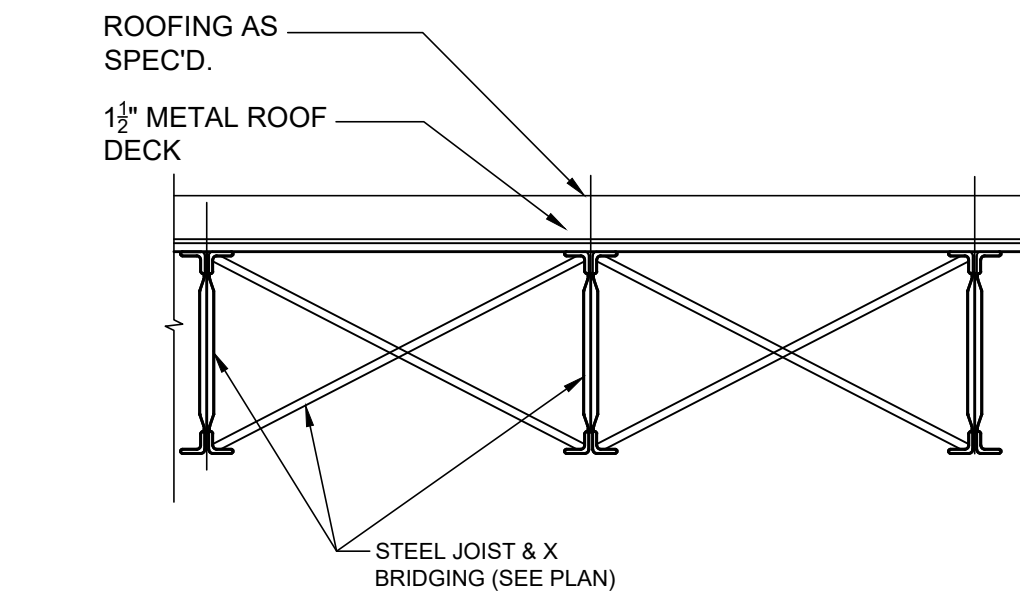 ROOFING AS
SPEC'D.
1½" METAL ROOF
DECK
STEEL JOIST & X
BRIDGING (SEE PLAN)